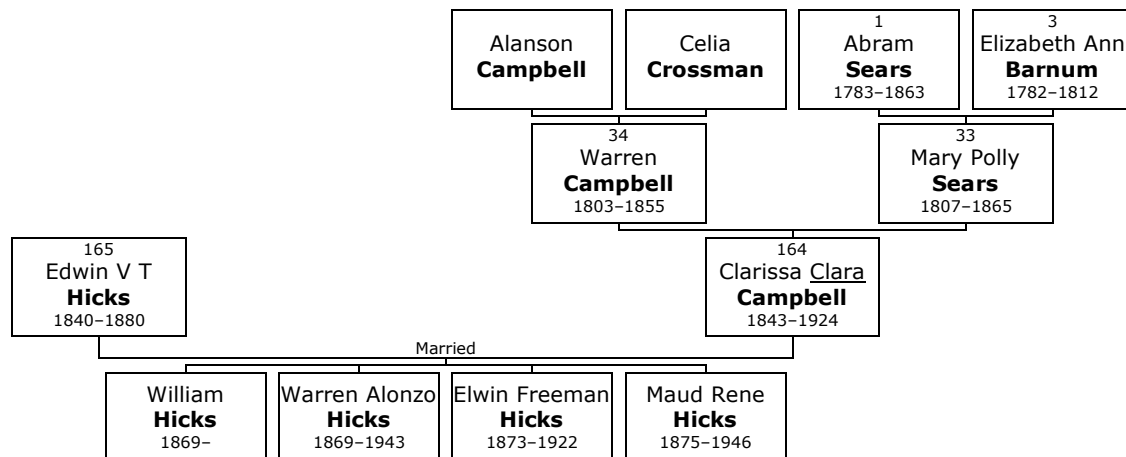 Alanson
Campbell
Celia
Crossman
1
Abram
Sears
1783–1863
3
Elizabeth Ann
Barnum
1782–1812
34
Warren
Campbell
1803–1855
33
Mary Polly
Sears
1807–1865
165
Edwin V T
Hicks
1840–1880
164
Clarissa Clara
Campbell
1843–1924
Married
William
Hicks
1869–
Warren Alonzo
Hicks
1869–1943
Elwin Freeman
Hicks
1873–1922
Maud Rene
Hicks
1875–1946